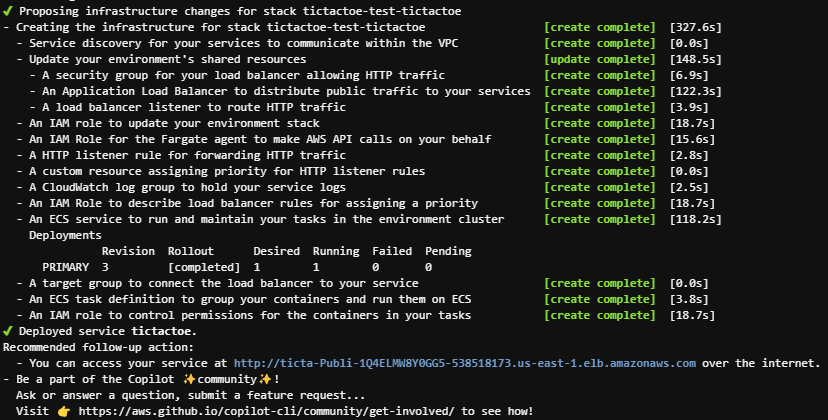 ✔ Proposing infrastructure changes for stack tictactoe-test-tictactoe
- Creating the infrastructure for stack tictactoe-test-tictactoe [create complete] [327.6s]
- Service discovery for your services to communicate within the VPC [create complete] [0.0s]
- Update your environment's shared resources [update complete] [148.5s]
- A security group for your load balancer allowing HTTP traffic [create complete] [6.9s]
- An Application Load Balancer to distribute public traffic to your services [create complete] [122.3s]
- A load balancer listener to route HTTP traffic [create complete] [3.9s]
- An IAM role to update your environment stack [create complete] [18.7s]
- An IAM Role for the Fargate agent to make AWS API calls on your behalf [create complete] [15.6s]
- A HTTP listener rule for forwarding HTTP traffic [create complete] [2.8s]
- A custom resource assigning priority for HTTP listener rules [create complete] [0.0s]
- A CloudWatch log group to hold your service logs [create complete] [2.5s]
- An IAM Role to describe load balancer rules for assigning a priority [create complete] [18.7s]
- An ECS service to run and maintain your tasks in the environment cluster [create complete] [118.2s]
Deployments
Revision Rollout Desired Running Failed Pending
PRIMARY 3 [completed] 1 1 0 0
- A target group to connect the load balancer to your service [create complete] [0.0s]
- An ECS task definition to group your containers and run them on ECS [create complete] [3.8s]
- An IAM role to control permissions for the containers in your tasks [create complete] [18.7s]
✔ Deployed service tictactoe.
Recommended follow-up action:
- You can access your service at http://ticta-Publi-1Q4ELMW8Y0GG5-538518173.us-east-1.elb.amazonaws.com over the internet.
- Be a part of the Copilot ✨community✨!
Ask or answer a question, submit a feature request...
Visit 👉 https://aws.github.io/copilot-cli/community/get-involved/ to see how!